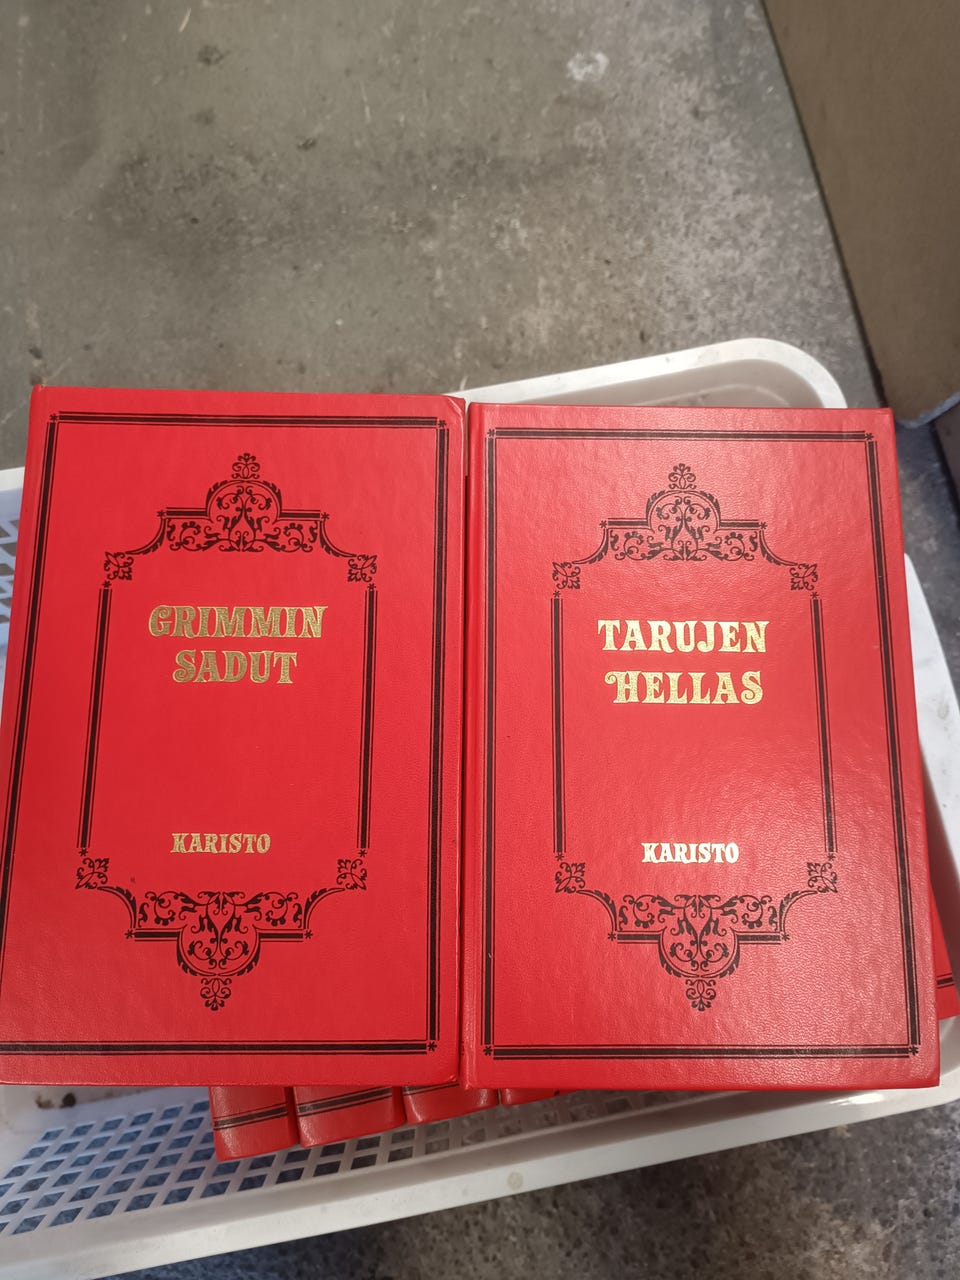 GRIMMIN
SADUT
KARISTO
TARUJEN
HELLAS
KARISTO